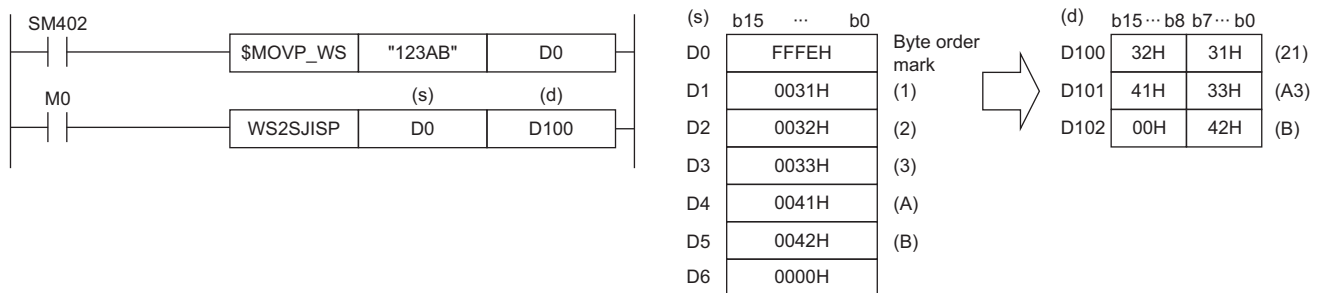 SM402
$MOVP_WS "123AB" D0
M0
(s) (d)
WS2SJISP D0 D100
(s) b15 ··· b0
D0 FFFEH Byte order mark
D1 0031H (1)
D2 0032H (2)
D3 0033H (3)
D4 0041H (A)
D5 0042H (B)
D6 0000H
(d) b15 ··· b8 b7 ··· b0
D100 32H 31H (21)
D101 41H 33H (A3)
D102 00H 42H (B)